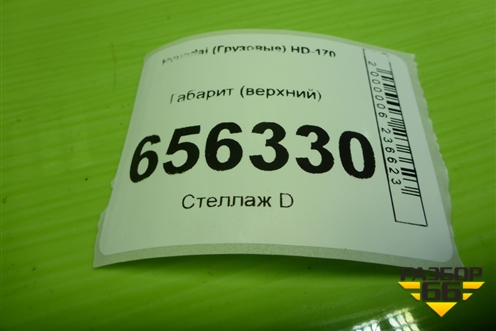 Hyundai (Грузовые) HD-170
Габарит (верхний)
656330
Стеллаж D
2000006236623
РАЗБОР
66